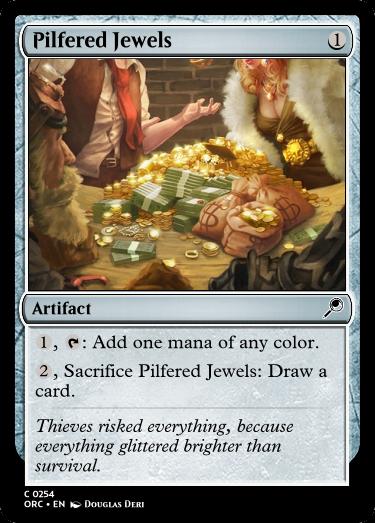 Pilfered Jewels 1
Artifact
1, : Add one mana of any color.
2, Sacrifice Pilfered Jewels: Draw a
card.
Thieves risked everything, because
everything glittered brighter than
survival.
C 0254
ORC • EN Douglas Deri